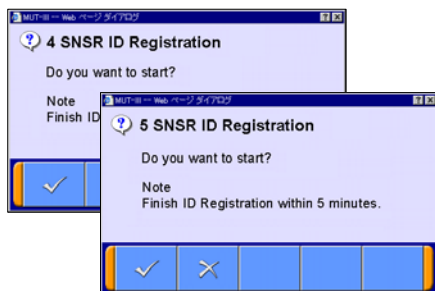 MUT-III -- Web ページ ダイアログ
4 SNSR ID Registration
Do you want to start?
Note
Finish ID
MUT-III -- Web ページ ダイアログ
5 SNSR ID Registration
Do you want to start?
Note
Finish ID Registration within 5 minutes.